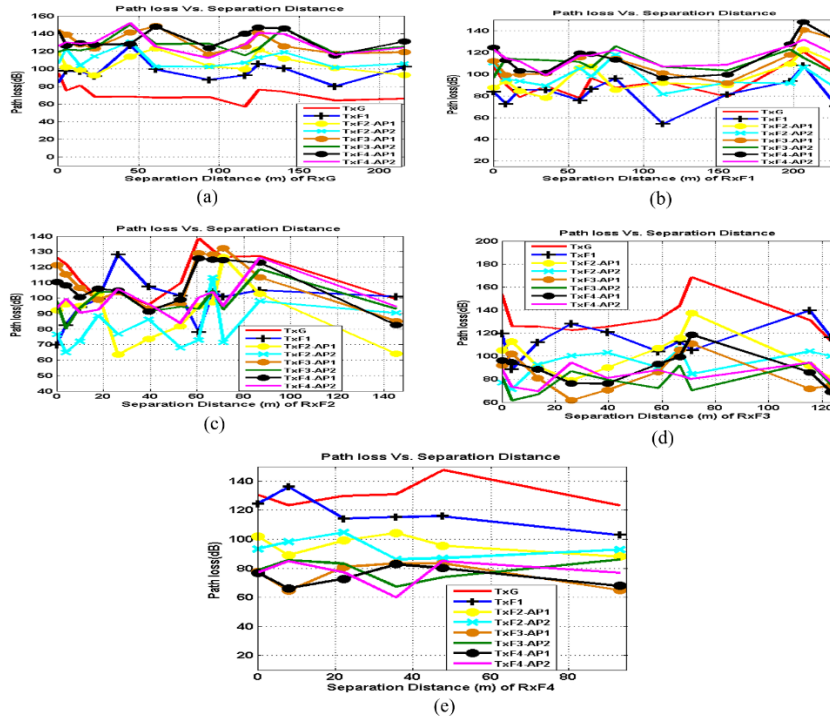 Path loss Vs. Separation Distance
Path loss(dB)
160
140
120
100
80
60
40
20
0
0 50 100 150 200
Separation Distance (m) of RxG
TxG
TxF1
TxF2-AP1
TxF2-AP2
TxF3-AP1
TxF3-AP2
TxF4-AP1
TxF4-AP2
(a)
Path loss Vs. Separation Distance
Path loss(dB)
140
120
100
80
60
40
20
0 50 100 150 200
Separation Distance (m) of RxF1
TxG
TxF1
TxF2-AP1
TxF2-AP2
TxF3-AP1
TxF3-AP2
TxF4-AP1
TxF4-AP2
(b)
Path loss Vs. Separation Distance
Path loss(dB)
140
130
120
110
100
90
80
70
60
50
40
0 20 40 60 80 100 120 140
Separation Distance (m) of RxF2
TxG
TxF1
TxF2-AP1
TxF2-AP2
TxF3-AP1
TxF3-AP2
TxF4-AP1
TxF4-AP2
(c)
Path loss Vs. Separation Distance
Path loss(dB)
200
180
160
140
120
100
80
60
0 20 40 60 80 100 120
Separation Distance (m) of RxF3
TxG
TxF1
TxF2-AP1
TxF2-AP2
TxF3-AP1
TxF3-AP2
TxF4-AP1
TxF4-AP2
(d)
Path loss Vs. Separation Distance
Path loss(dB)
140
120
100
80
60
40
20
0 20 40 60 80
Separation Distance (m) of RxF4
TxG
TxF1
TxF2-AP1
TxF2-AP2
TxF3-AP1
TxF3-AP2
TxF4-AP1
TxF4-AP2
(e)